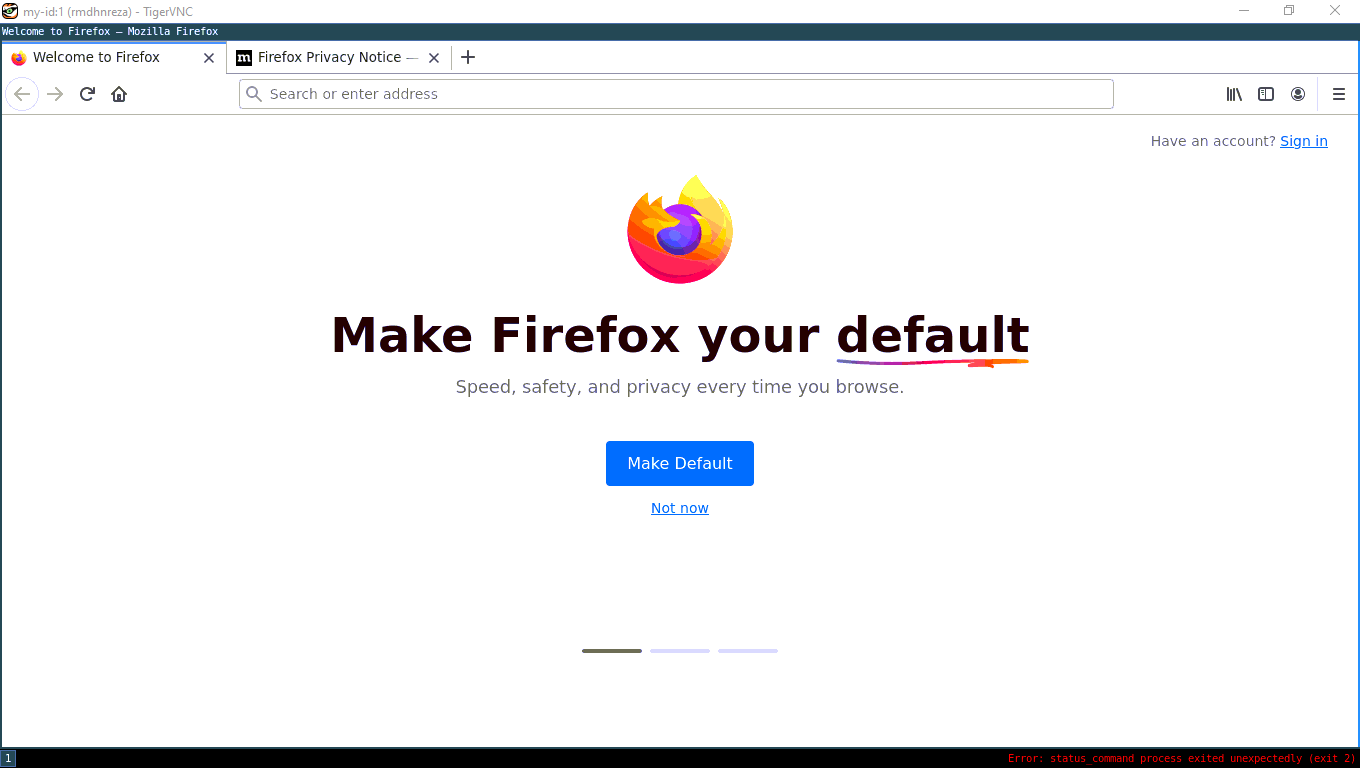 my-id:1 (rmdhnreza) - TigerVNC
Welcome to Firefox — Mozilla Firefox
Welcome to Firefox
m Firefox Privacy Notice —
Search or enter address
Have an account? Sign in
Make Firefox your default
Speed, safety, and privacy every time you browse.
Make Default
Not now
1
Error: status_command process exited unexpectedly (exit 2)